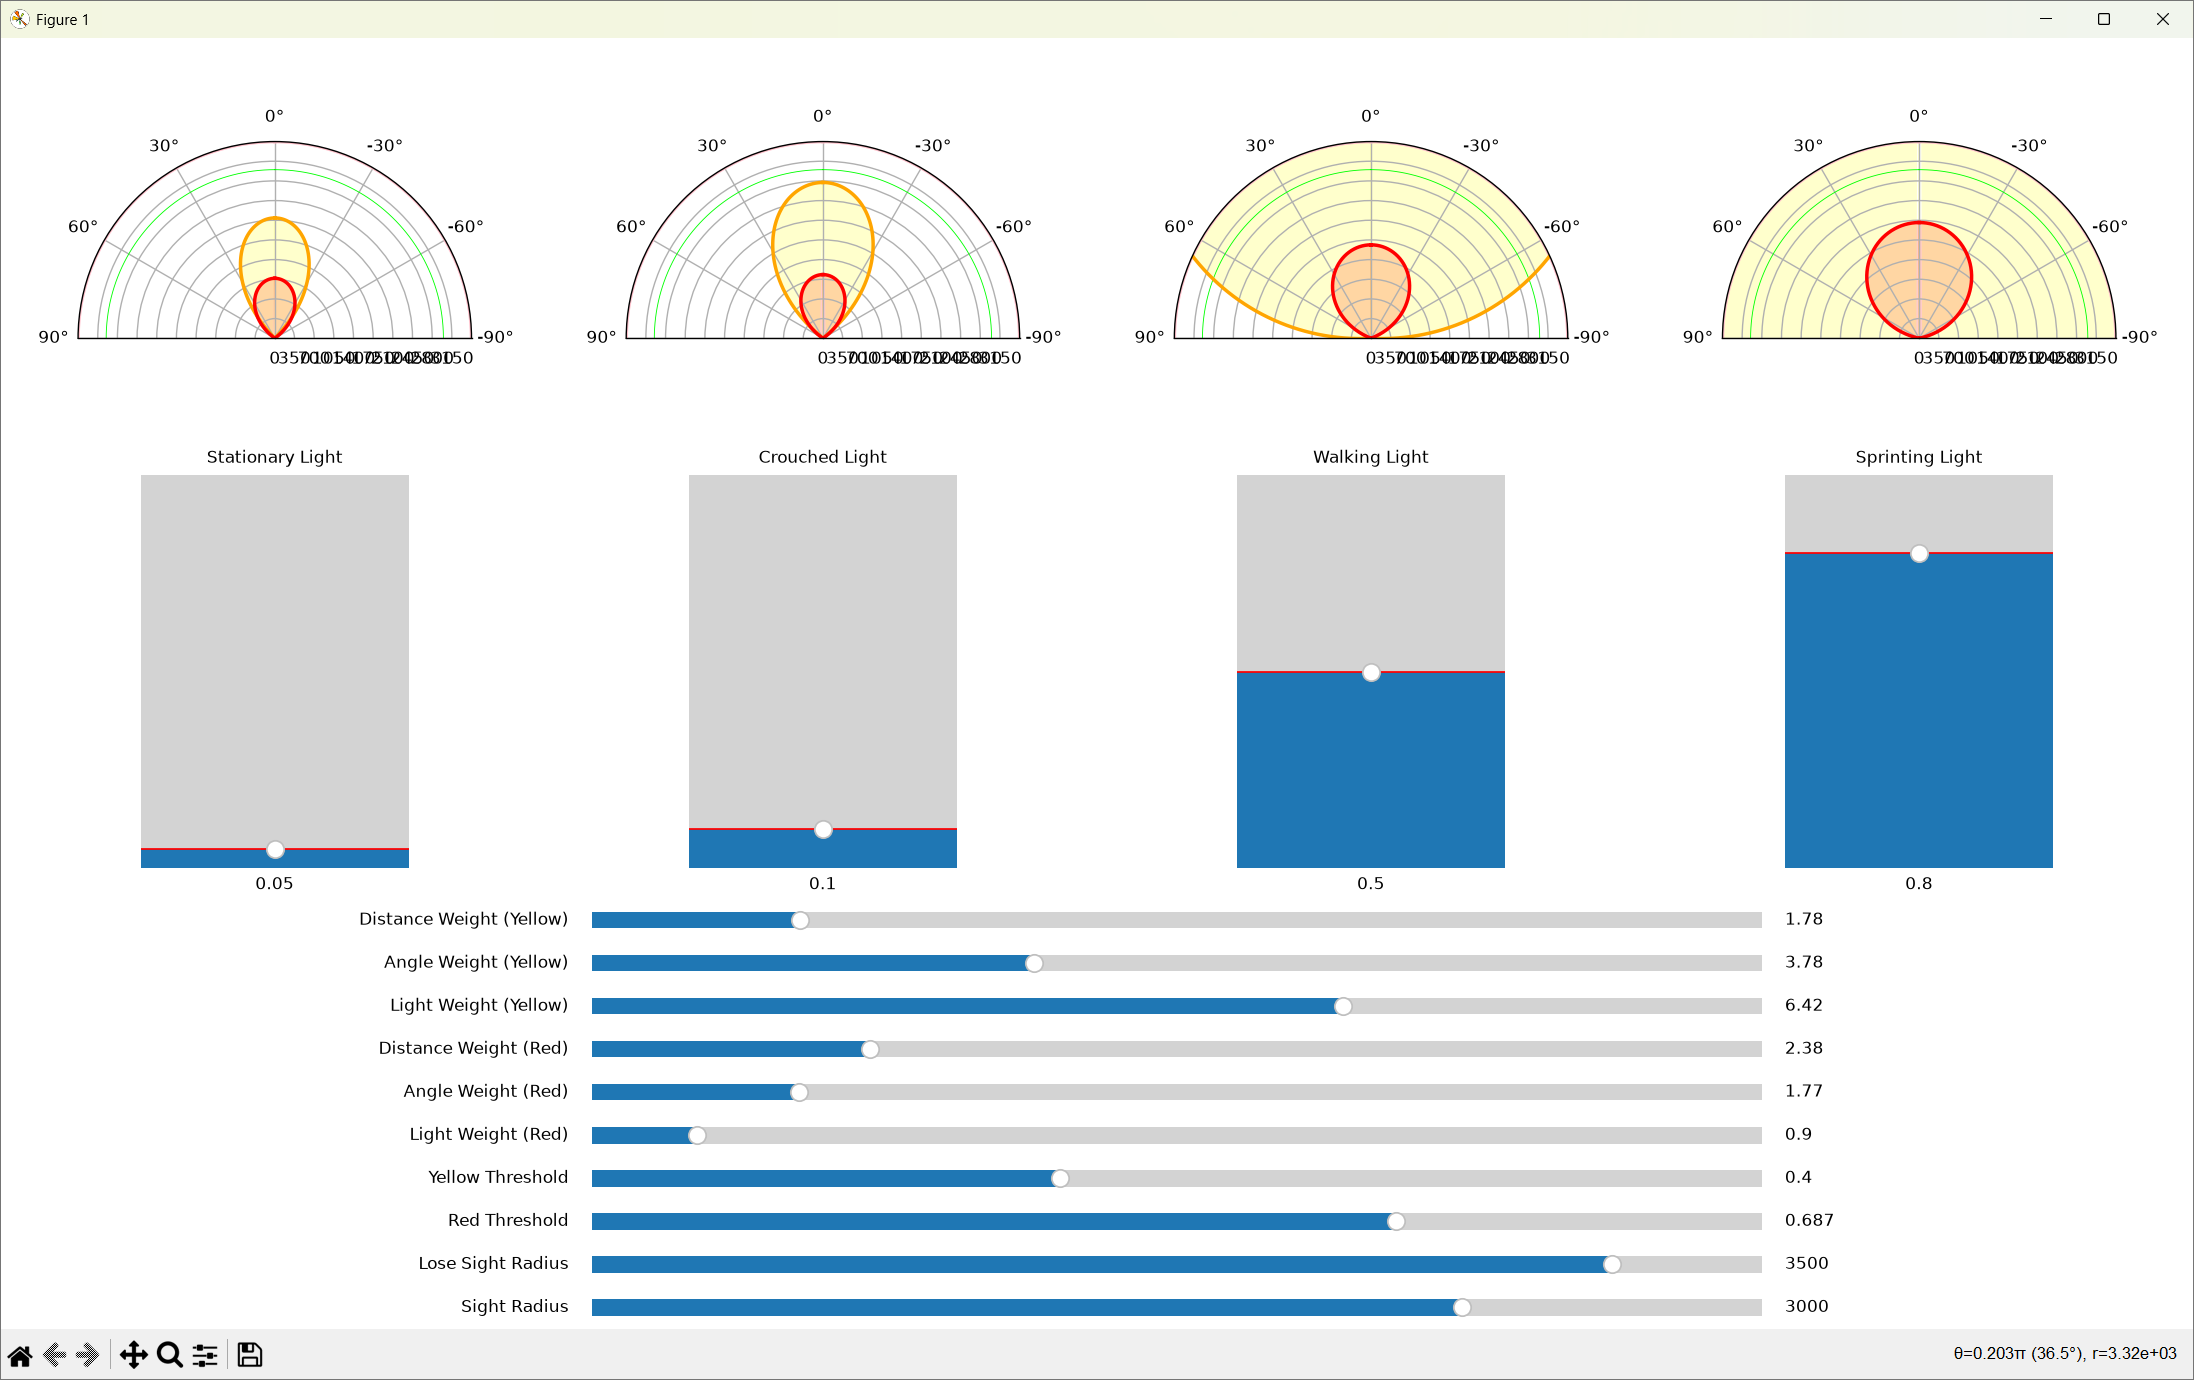 Figure 1
0° 0° 0° 0°
30° -30° 30° -30° 30° -30° 30° -30°
60° -60° 60° -60° 60° -60° 60° -60°
90° -90° 90° -90° 90° -90° 90° -90°
Stationary Light Crouched Light Walking Light Sprinting Light
0.05 0.1 0.5 0.8
Distance Weight (Yellow) 1.78
Angle Weight (Yellow) 3.78
Light Weight (Yellow) 6.42
Distance Weight (Red) 2.38
Angle Weight (Red) 1.77
Light Weight (Red) 0.9
Yellow Threshold 0.4
Red Threshold 0.687
Lose Sight Radius 3500
Sight Radius 3000
θ=0.203π (36.5°), r=3.32e+03